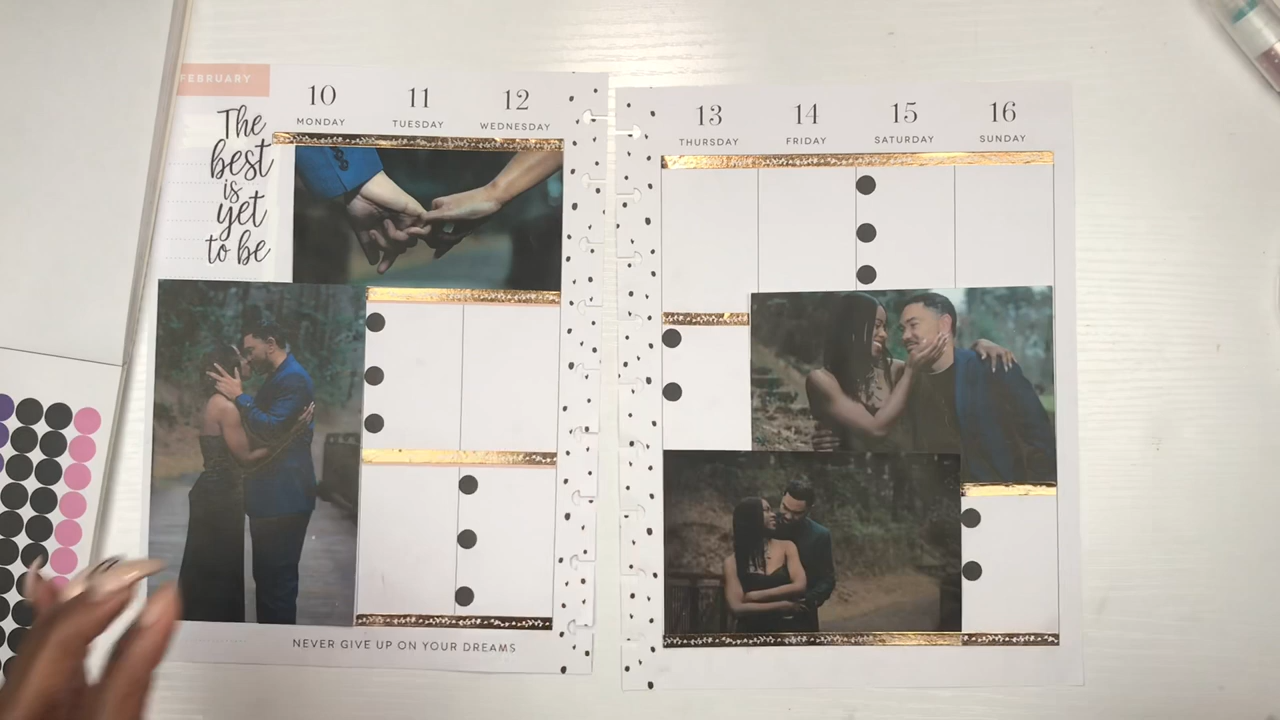 FEBRUARY
The
best
is
yet
to be
10 11 12
MONDAY TUESDAY WEDNESDAY
NEVER GIVE UP ON YOUR DREAMS
13 14 15 16
THURSDAY FRIDAY SATURDAY SUNDAY